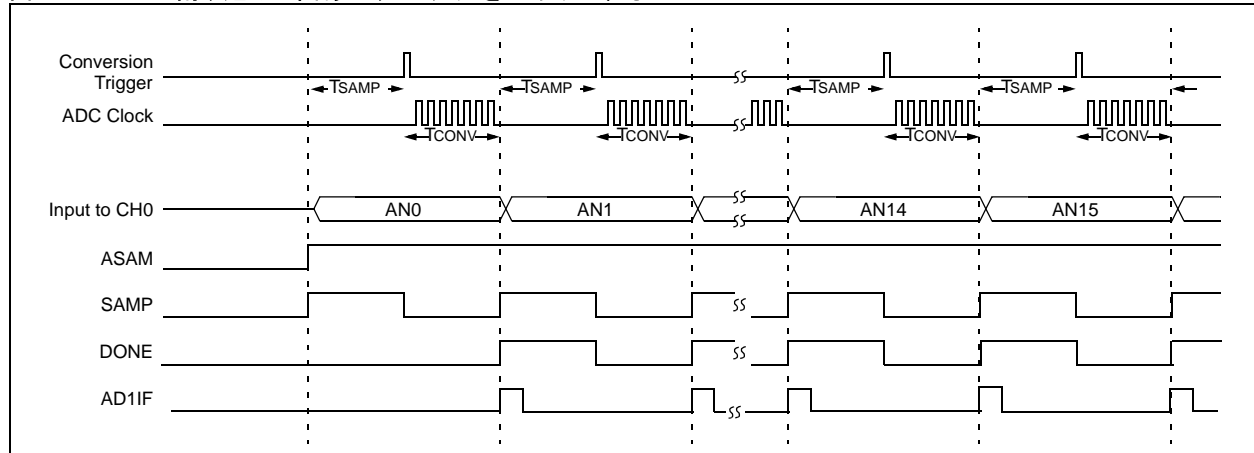 Conversion
Trigger
TSAMP TSAMP TSAMP TSAMP
ADC Clock
TCONV TCONV TCONV TCONV
Input to CH0 AN0 AN1 AN14 AN15
ASAM
SAMP
DONE
AD1IF